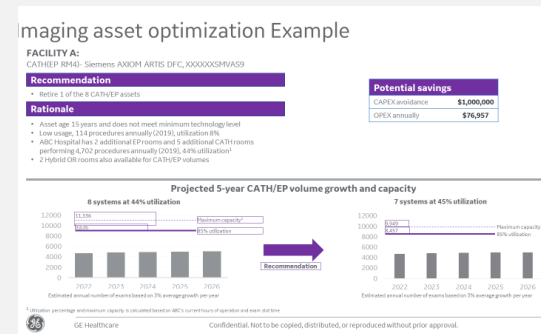 Imaging asset optimization Example
FACILITY A:
CATH(EP RM4)- Siemens AXIOM ARTIS DFC, XXXXXXSMVAS9
Recommendation
• Retire 1 of the 8 CATH/EP assets
Rationale
• Asset age 15 years and does not meet minimum technology level
• Low usage, 114 procedures annually (2019), utilization 8%
• ABC Hospital has 2 additional EP rooms and 5 additional CATH rooms
performing 4,702 procedures annually (2019), 44% utilization¹
• 2 Hybrid OR rooms also available for CATH/EP volumes
Potential savings
CAPEX avoidance $1,000,000
OPEX annually $76,957
Projected 5-year CATH/EP volume growth and capacity
8 systems at 44% utilization
12000
10000
8000
6000
4000
2000
0
11,336
Maximum capacity²
85% utilization
2022 2023 2024 2025 2026
Estimated annual number of exams based on 3% average growth per year
Recommendation
7 systems at 45% utilization
12000
10000
8000
6000
4000
2000
0
9,949
8,457
Maximum capacity
85% utilization
2022 2023 2024 2025 2026
Estimated annual number of exams based on 3% average growth per year
Utilization percentage and maximum capacity is calculated based on ABC's current hours of operation and exam slot time
GE Healthcare
Confidential. Not to be copied, distributed, or reproduced without prior approval.